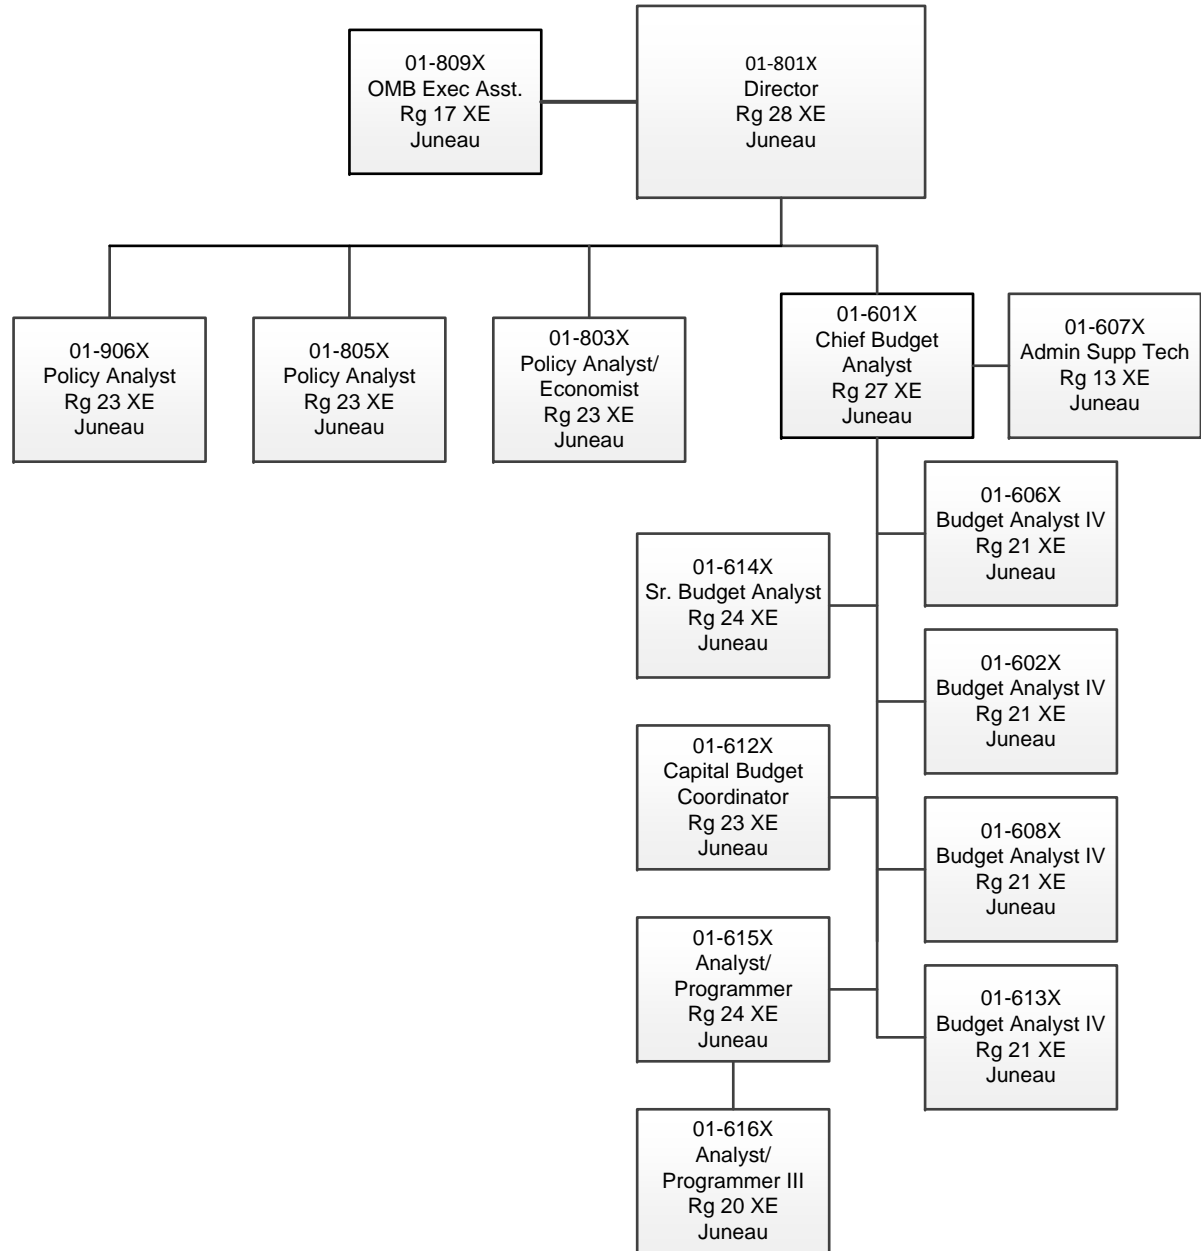 01-809X
OMB Exec Asst.
Rg 17 XE
Juneau
01-801X
Director
Rg 28 XE
Juneau
01-906X
Policy Analyst
Rg 23 XE
Juneau
01-805X
Policy Analyst
Rg 23 XE
Juneau
01-803X
Policy Analyst/
Economist
Rg 23 XE
Juneau
01-601X
Chief Budget
Analyst
Rg 27 XE
Juneau
01-607X
Admin Supp Tech
Rg 13 XE
Juneau
01-606X
Budget Analyst IV
Rg 21 XE
Juneau
01-614X
Sr. Budget Analyst
Rg 24 XE
Juneau
01-602X
Budget Analyst IV
Rg 21 XE
Juneau
01-612X
Capital Budget
Coordinator
Rg 23 XE
Juneau
01-608X
Budget Analyst IV
Rg 21 XE
Juneau
01-615X
Analyst/
Programmer
Rg 24 XE
Juneau
01-613X
Budget Analyst IV
Rg 21 XE
Juneau
01-616X
Analyst/
Programmer III
Rg 20 XE
Juneau